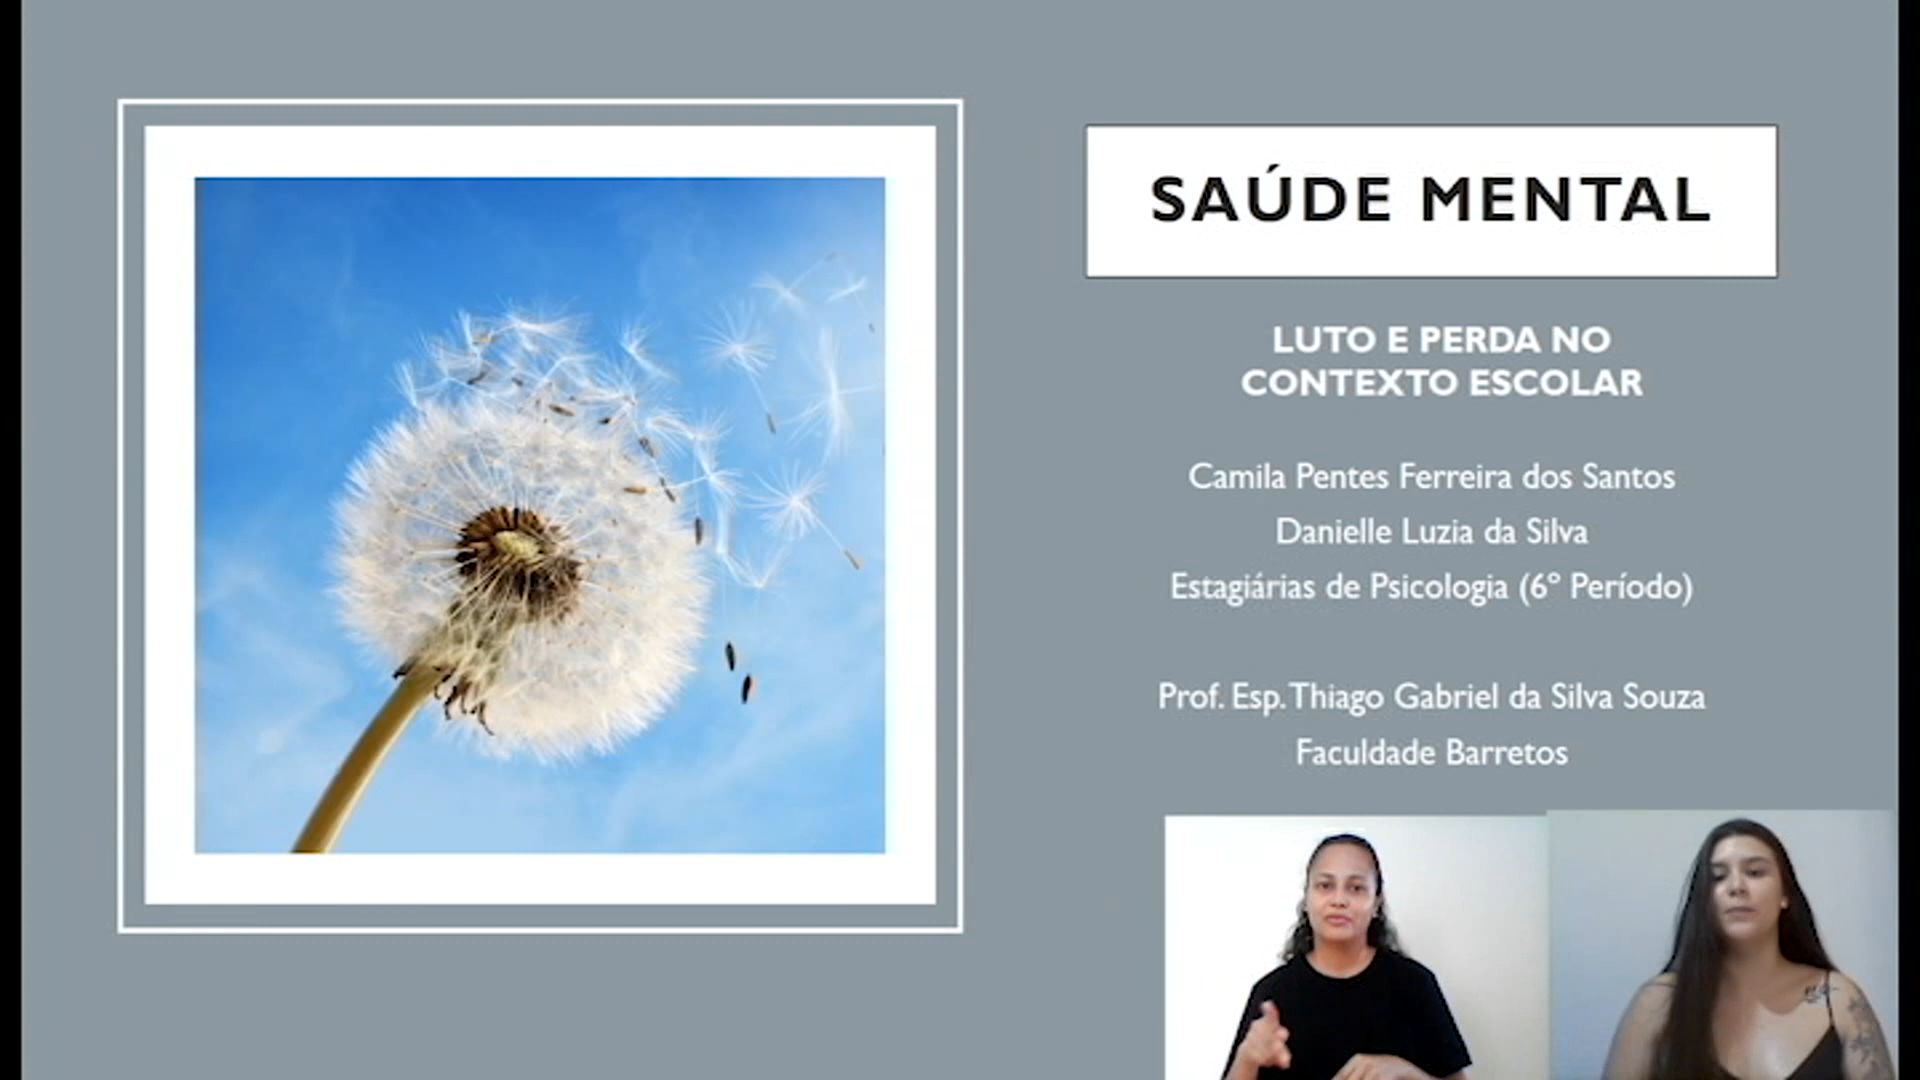 SAÚDE MENTAL
LUTO E PERDA NO
CONTEXTO ESCOLAR
Camila Pentes Ferreira dos Santos
Danielle Luzia da Silva
Estagiárias de Psicologia (6º Período)
Prof. Esp. Thiago Gabriel da Silva Souza
Faculdade Barretos